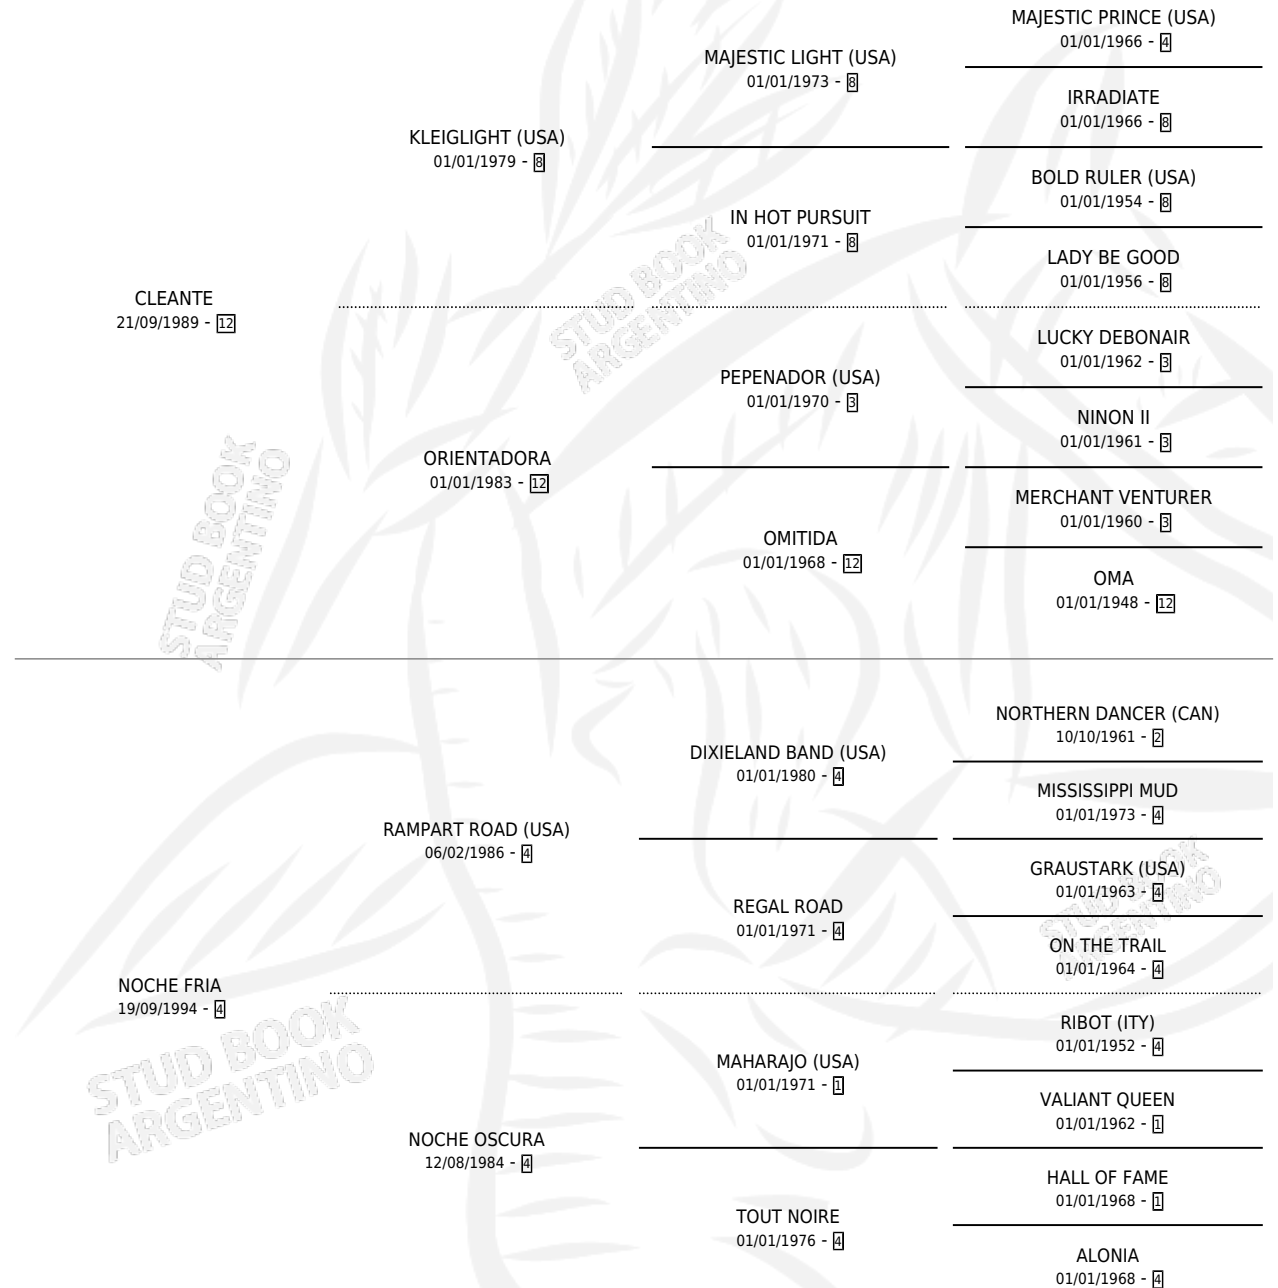 MAJESTIC PRINCE (USA)
01/01/1966 - 4
MAJESTIC LIGHT (USA)
01/01/1973 - 8
IRRADIATE
01/01/1966 - 8
KLEIGLIGHT (USA)
01/01/1979 - 8
BOLD RULER (USA)
01/01/1954 - 8
IN HOT PURSUIT
01/01/1971 - 8
LADY BE GOOD
01/01/1956 - 8
CLEANTE
21/09/1989 - 12
LUCKY DEBONAIR
01/01/1962 - 3
PEPENADOR (USA)
01/01/1970 - 3
NINON II
01/01/1961 - 3
ORIENTADORA
01/01/1983 - 12
MERCHANT VENTURER
01/01/1960 - 3
OMITIDA
01/01/1968 - 12
OMA
01/01/1948 - 12
NORTHERN DANCER (CAN)
10/10/1961 - 2
DIXIELAND BAND (USA)
01/01/1980 - 4
MISSISSIPPI MUD
01/01/1973 - 4
RAMPART ROAD (USA)
06/02/1986 - 4
GRAUSTARK (USA)
01/01/1963 - 4
REGAL ROAD
01/01/1971 - 4
ON THE TRAIL
01/01/1964 - 4
NOCHE FRIA
19/09/1994 - 4
RIBOT (ITY)
01/01/1952 - 4
MAHARAJO (USA)
01/01/1971 - 1
VALIANT QUEEN
01/01/1962 - 1
NOCHE OSCURA
12/08/1984 - 4
HALL OF FAME
01/01/1968 - 1
TOUT NOIRE
01/01/1976 - 4
ALONIA
01/01/1968 - 4
STUD BOOK
ARGENTINO
STUD BOOK
ARGENTINO
STUD BOOK
ARGENTINO
STUD BOOK
ARGENTINO